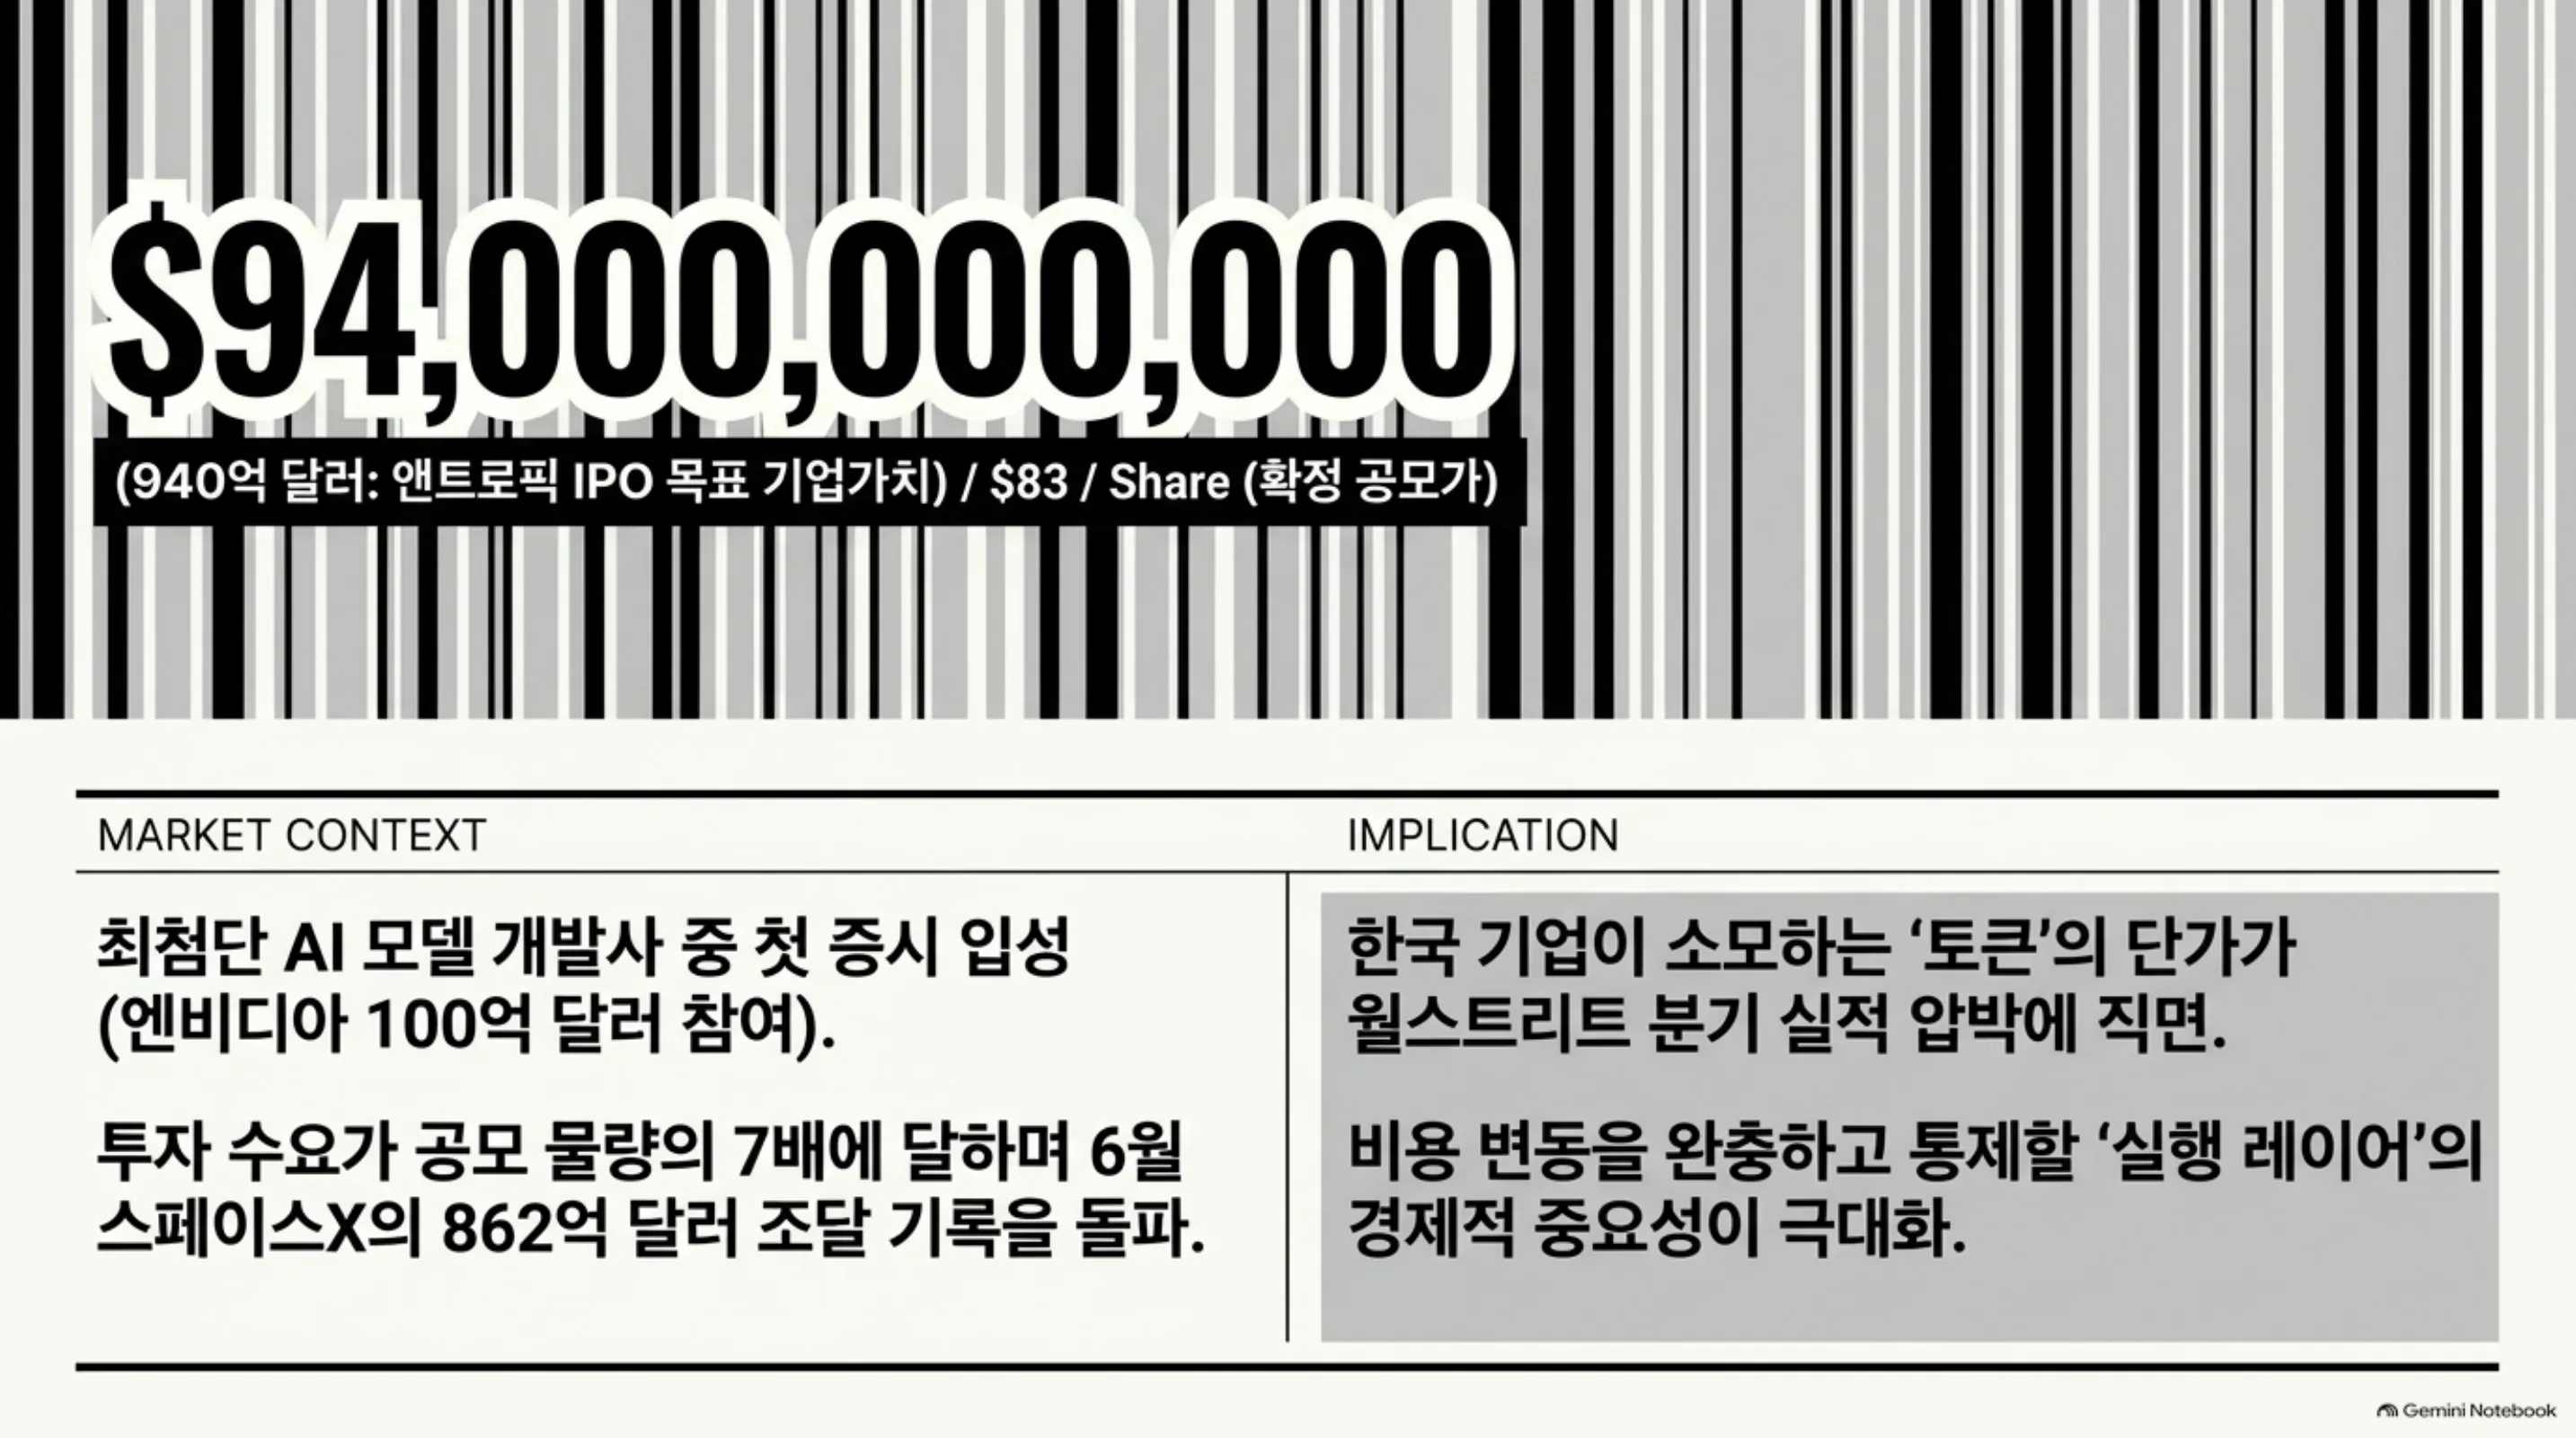 $94,000,000,000
(940억 달러: 앤트로픽 IPO 목표 기업가치) / $83 / Share (확정 공모가)
MARKET CONTEXT
최첨단 AI 모델 개발사 중 첫 증시 입성
(엔비디아 100억 달러 참여).
투자 수요가 공모 물량의 7배에 달하며 6월
스페이스X의 862억 달러 조달 기록을 돌파.
IMPLICATION
한국 기업이 소모하는 ‘토큰’의 단가가
월스트리트 분기 실적 압박에 직면.
비용 변동을 완충하고 통제할 ‘실행 레이어’의
경제적 중요성이 극대화.
Gemini Notebook